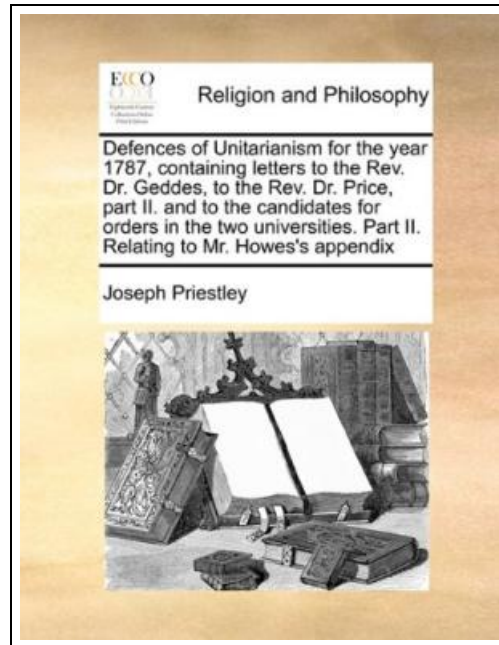 ECCO
Religion and Philosophy
Defences of Unitarianism for the year
1787, containing letters to the Rev.
Dr. Geddes, to the Rev. Dr. Price,
part II. and to the candidates for
orders in the two universities. Part II.
Relating to Mr. Howes's appendix
Joseph Priestley